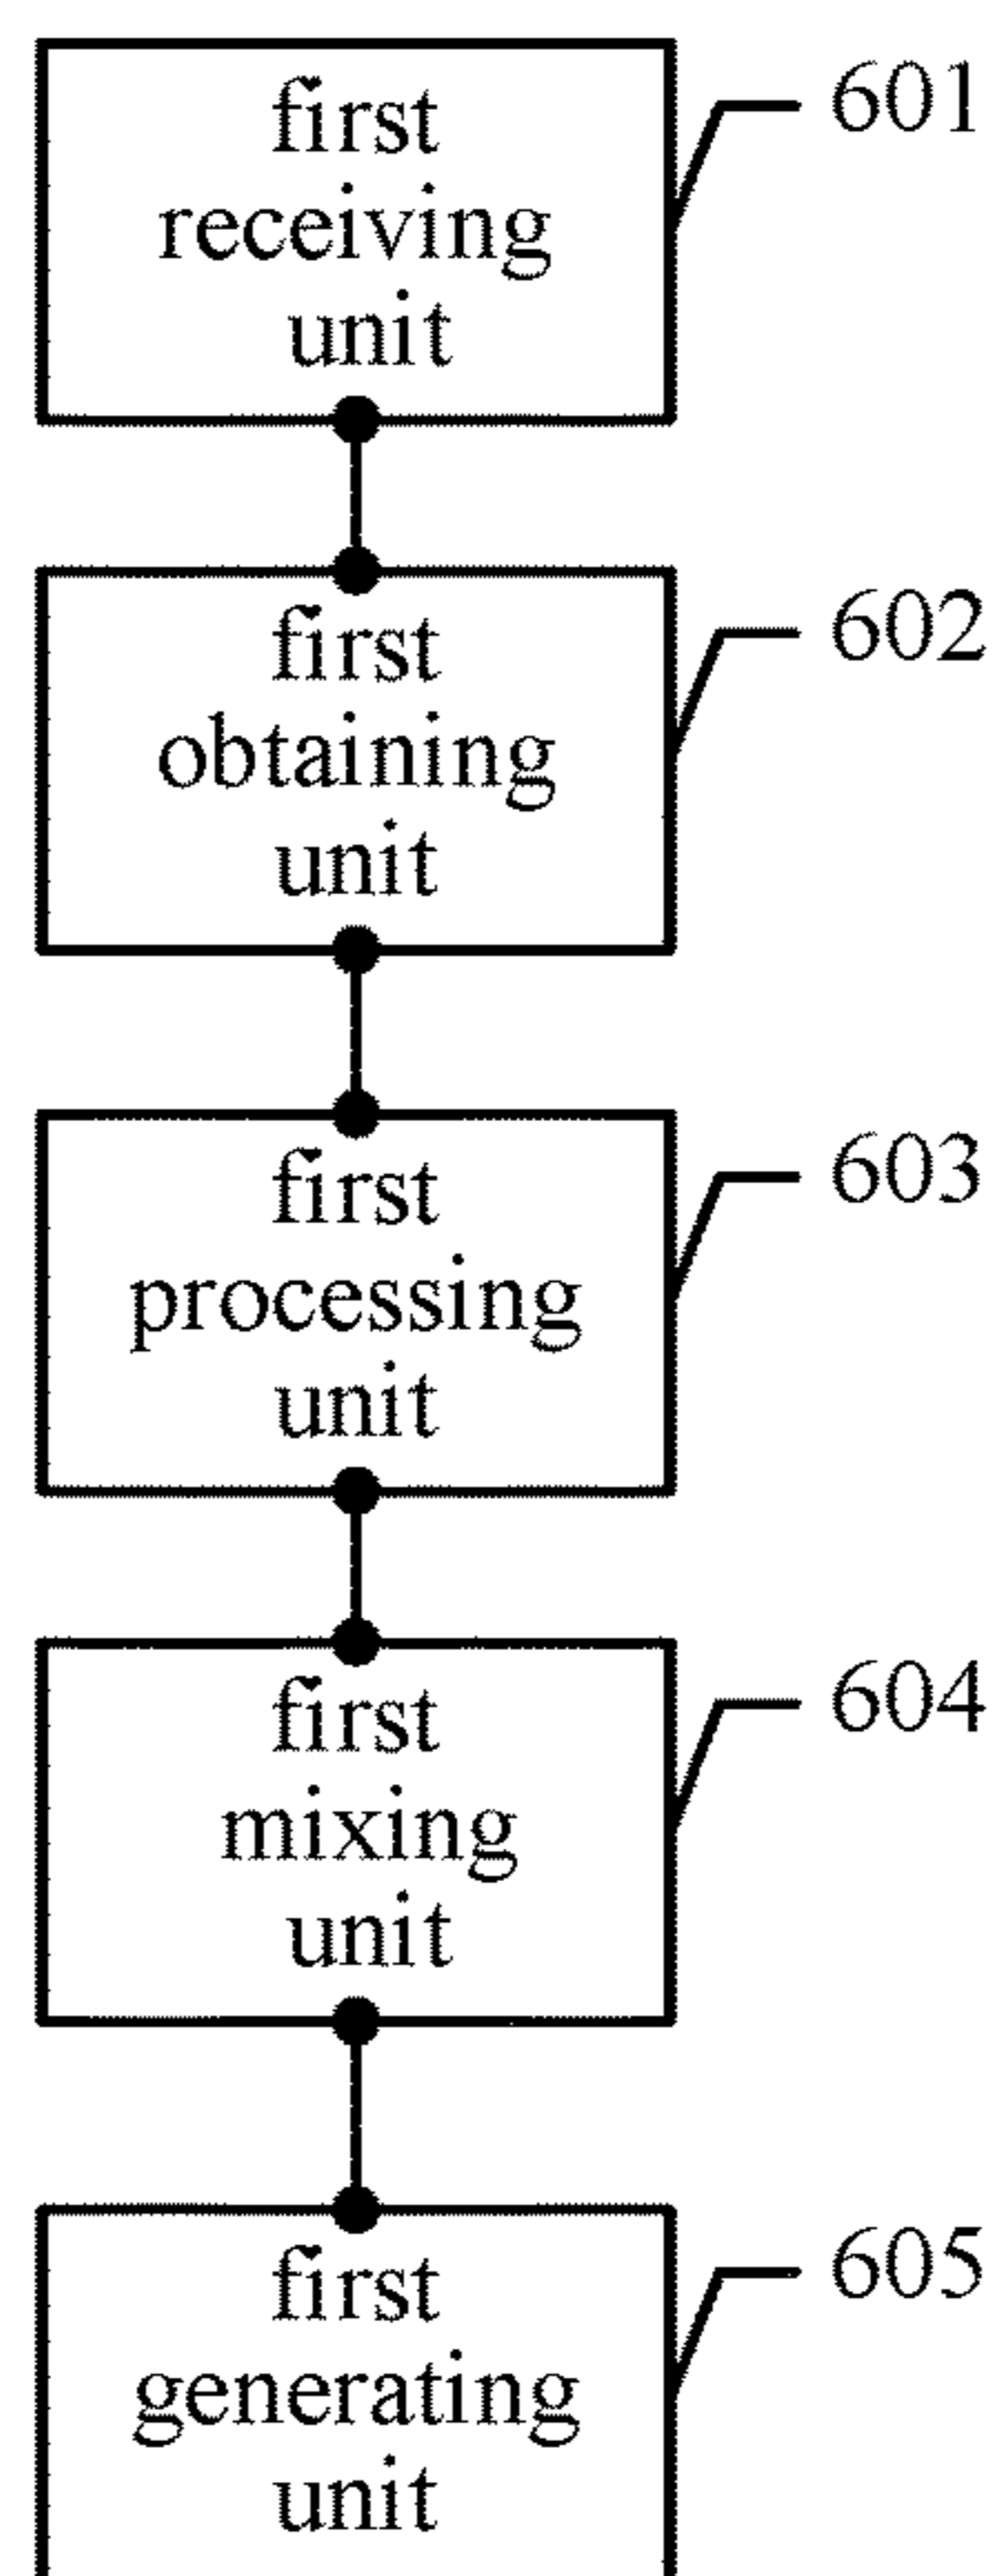 first
receiving
unit
601
first
obtaining
unit
602
first
processing
unit
603
first
mixing
unit
604
first
generating
unit
605